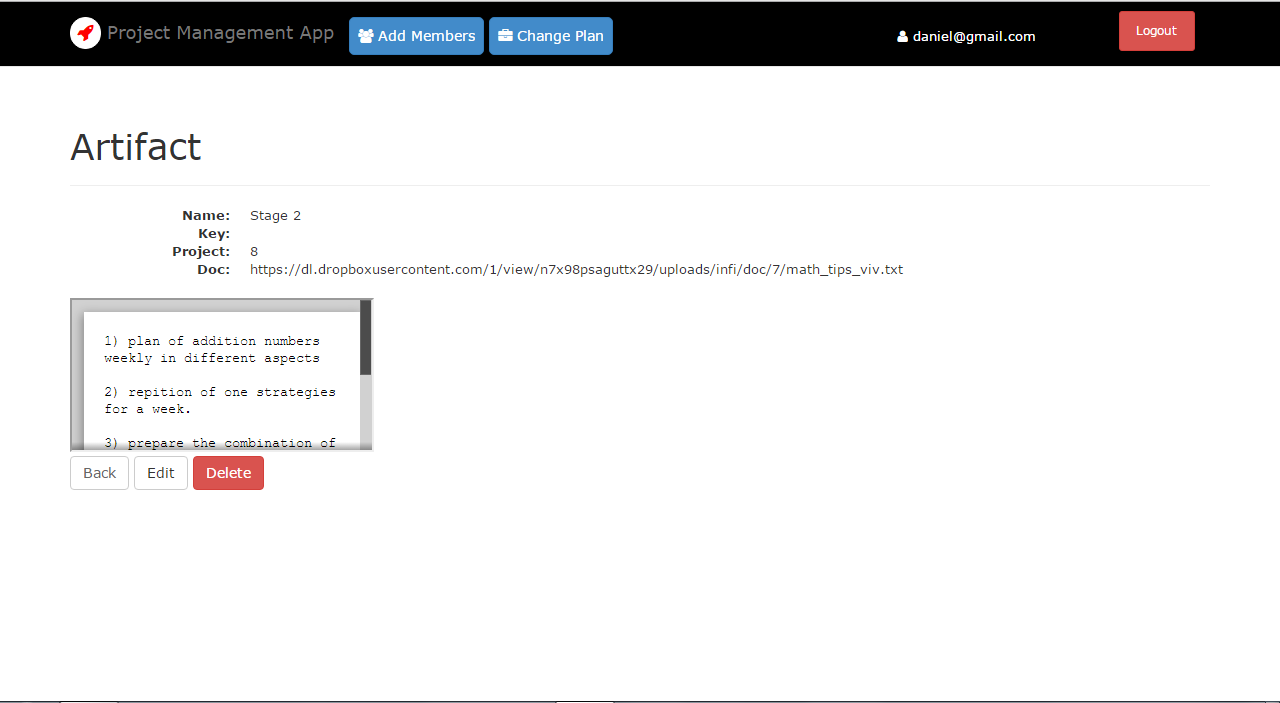 Project Management App Add Members Change Plan daniel@gmail.com Logout
Artifact
Name: Stage 2
Key:
Project: 8
Doc: https://dl.dropboxusercontent.com/1/view/n7x98psaguttx29/uploads/infi/doc/7/math_tips_viv.txt
1) plan of addition numbers
weekly in different aspects
2) repition of one strategies
for a week.
3) prepare the combination of
Back Edit Delete